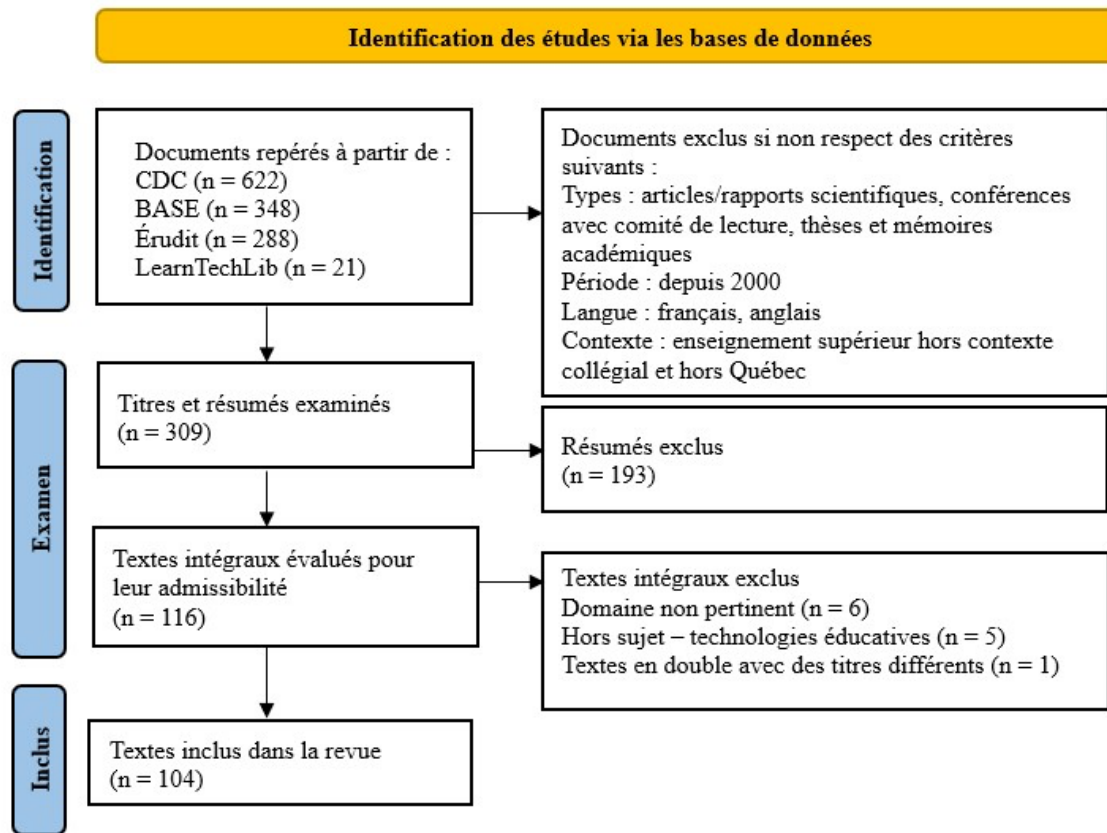 Identification des études via les bases de données
Identification
Documents repérés à partir de :
CDC (n = 622)
BASE (n = 348)
Érudit (n = 288)
LearnTechLib (n = 21)
Documents exclus si non respect des critères
suivants :
Types : articles/rapports scientifiques, conférences
avec comité de lecture, thèses et mémoires
académiques
Période : depuis 2000
Langue : français, anglais
Contexte : enseignement supérieur hors contexte
collégial et hors Québec
Examen
Titres et résumés examinés
(n = 309)
Résumés exclus
(n = 193)
Textes intégraux évalués pour
leur admissibilité
(n = 116)
Textes intégraux exclus
Domaine non pertinent (n = 6)
Hors sujet – technologies éducatives (n = 5)
Textes en double avec des titres différents (n = 1)
Inclus
Textes inclus dans la revue
(n = 104)